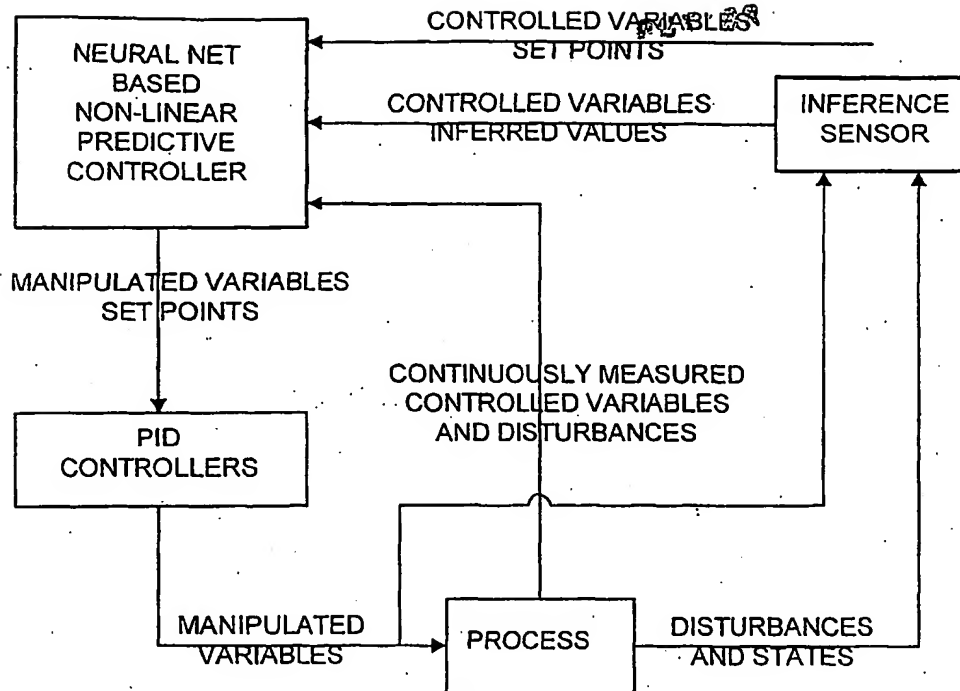 CONTROLLED VARIABLES
SET POINTS
NEURAL NET
BASED
NON-LINEAR
PREDICTIVE
CONTROLLER
CONTROLLED VARIABLES
INFERRED VALUES
INFERENCE
SENSOR
MANIPULATED VARIABLES
SET POINTS
CONTINUOUSLY MEASURED
CONTROLLED VARIABLES
AND DISTURBANCES
PID
CONTROLLERS
MANIPULATED
VARIABLES
PROCESS
DISTURBANCES
AND STATES